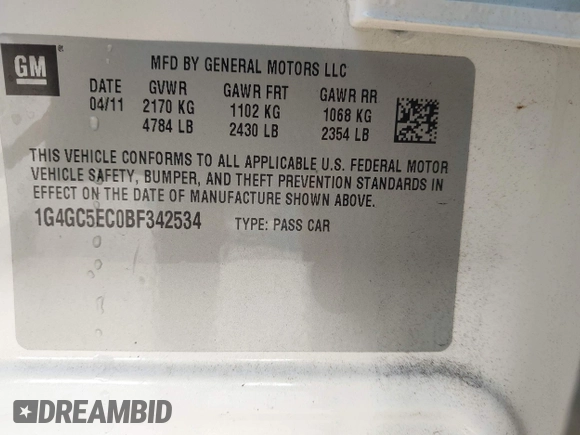 GM
MFD BY GENERAL MOTORS LLC
DATE GVWR GAWR FRT GAWR RR
04/11 2170 KG 1102 KG 1068 KG
4784 LB 2430 LB 2354 LB
THIS VEHICLE CONFORMS TO ALL APPLICABLE U.S. FEDERAL MOTOR
VEHICLE SAFETY, BUMPER, AND THEFT PREVENTION STANDARDS IN
EFFECT ON THE DATE OF MANUFACTURE SHOWN ABOVE.
1G4GC5EC0BF342534 TYPE: PASS CAR
DREAMBID